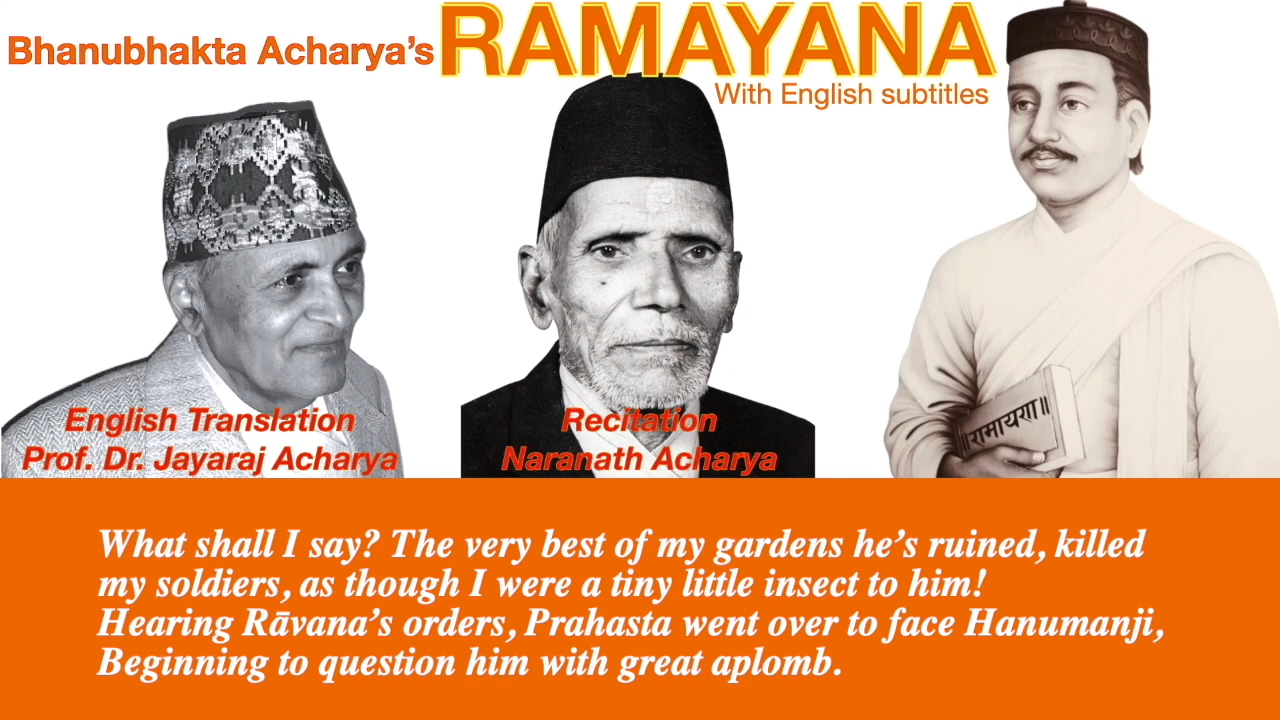 Bhanubhakta Acharya's RAMAYANA
With English subtitles
॥रामायण॥
English Translation
Prof. Dr. Jayaraj Acharya
Recitation
Naranath Acharya
What shall I say? The very best of my gardens he's ruined, killed
my soldiers, as though I were a tiny little insect to him!
Hearing Rāvana's orders, Prahasta went over to face Hanumanji,
Beginning to question him with great aplomb.